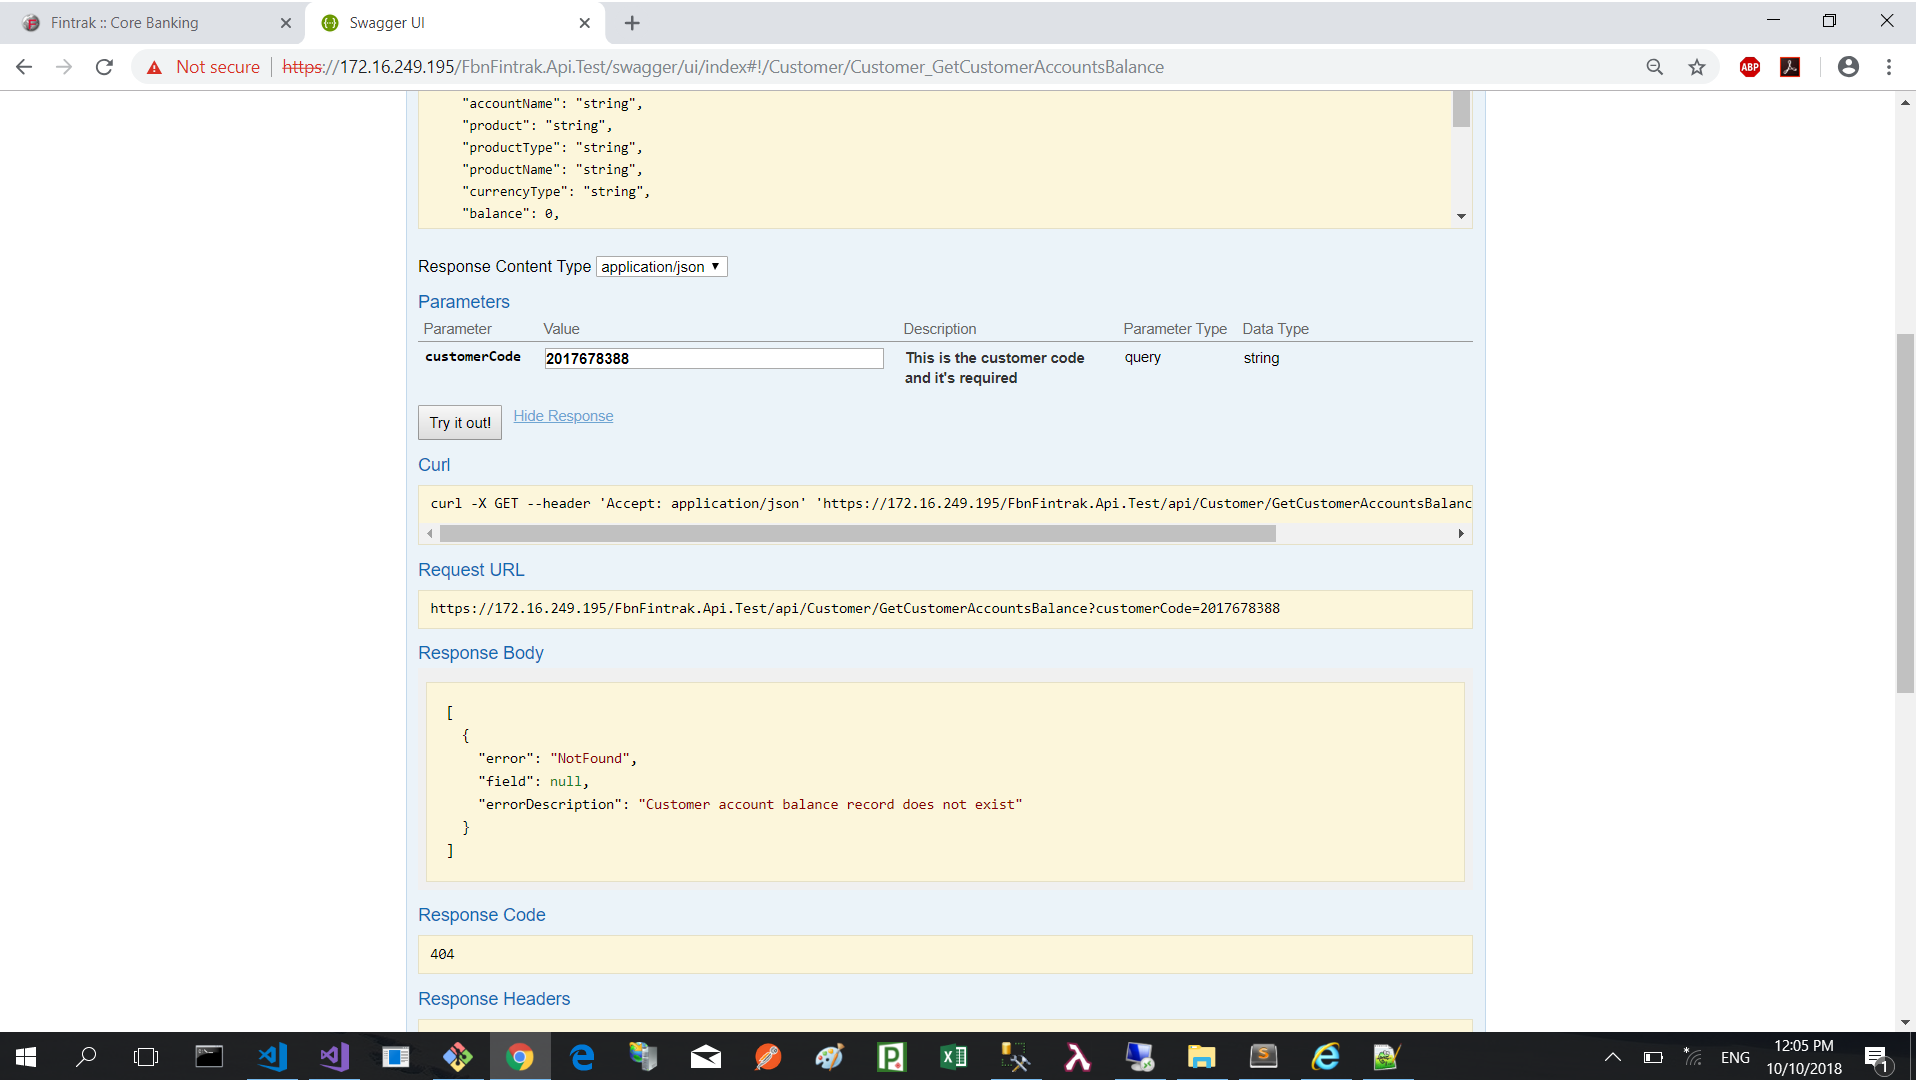 Fintrak :: Core Banking
Swagger UI
Not secure
https://172.16.249.195/FbnFintrak.Api.Test/swagger/ui/index#!/Customer/Customer_GetCustomerAccountsBalance
ABP
"accountName": "string",
"product": "string",
"productType": "string",
"productName": "string",
"currencyType": "string",
"balance": 0,
Response Content Type application/json
Parameters
Parameter Value Description Parameter Type Data Type
customerCode 2017678388 This is the customer code query string
and it's required
Try it out! Hide Response
Curl
curl -X GET --header 'Accept: application/json' 'https://172.16.249.195/FbnFintrak.Api.Test/api/Customer/GetCustomerAccountsBalanc
Request URL
https://172.16.249.195/FbnFintrak.Api.Test/api/Customer/GetCustomerAccountsBalance?customerCode=2017678388
Response Body
[
{
"error": "NotFound",
"field": null,
"errorDescription": "Customer account balance record does not exist"
}
]
Response Code
404
Response Headers
ENG
12:05 PM
10/10/2018
1